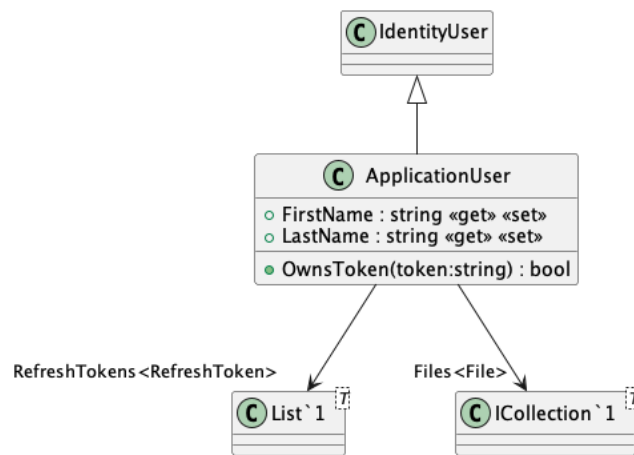 C IdentityUser
C ApplicationUser
FirstName : string «get» «set»
LastName : string «get» «set»
OwnsToken(token:string) : bool
RefreshTokens<RefreshToken>
Files<File>
C List`1 T
C ICollection`1 T